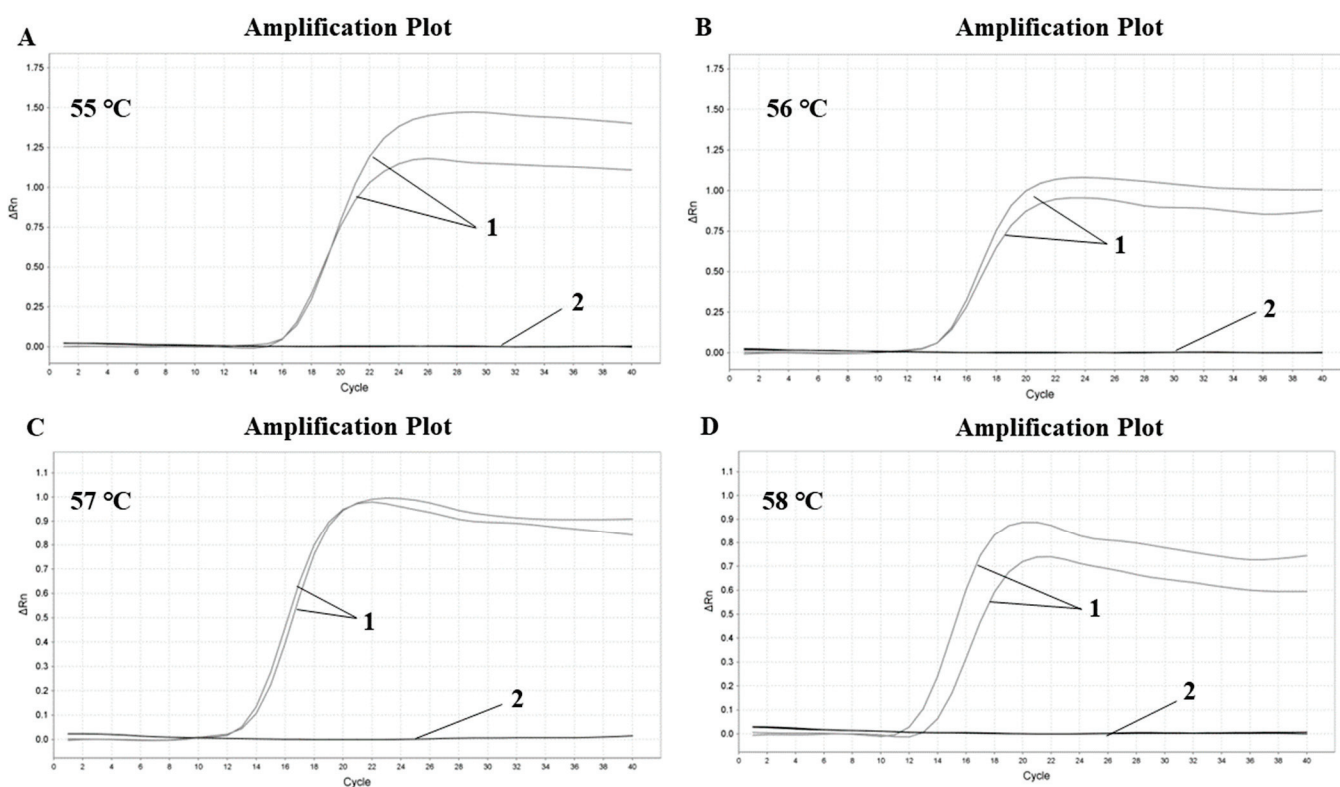 A
Amplification Plot
55 °C
1.75
1.50
1.25
1.00
0.75
0.50
0.25
0.00
ΔRn
1
2
0 2 4 6 8 10 12 14 16 18 20 22 24 26 28 30 32 34 36 38 40
Cycle
B
Amplification Plot
56 °C
1.75
1.50
1.25
1.00
0.75
0.50
0.25
0.00
ΔRn
1
2
0 2 4 6 8 10 12 14 16 18 20 22 24 26 28 30 32 34 36 38 40
Cycle
C
Amplification Plot
57 °C
1.1
1.0
0.9
0.8
0.7
0.6
0.5
0.4
0.3
0.2
0.1
0.0
ΔRn
1
2
0 2 4 6 8 10 12 14 16 18 20 22 24 26 28 30 32 34 36 38 40
Cycle
D
Amplification Plot
58 °C
1.1
1.0
0.9
0.8
0.7
0.6
0.5
0.4
0.3
0.2
0.1
0.0
ΔRn
1
2
0 2 4 6 8 10 12 14 16 18 20 22 24 26 28 30 32 34 36 38 40
Cycle